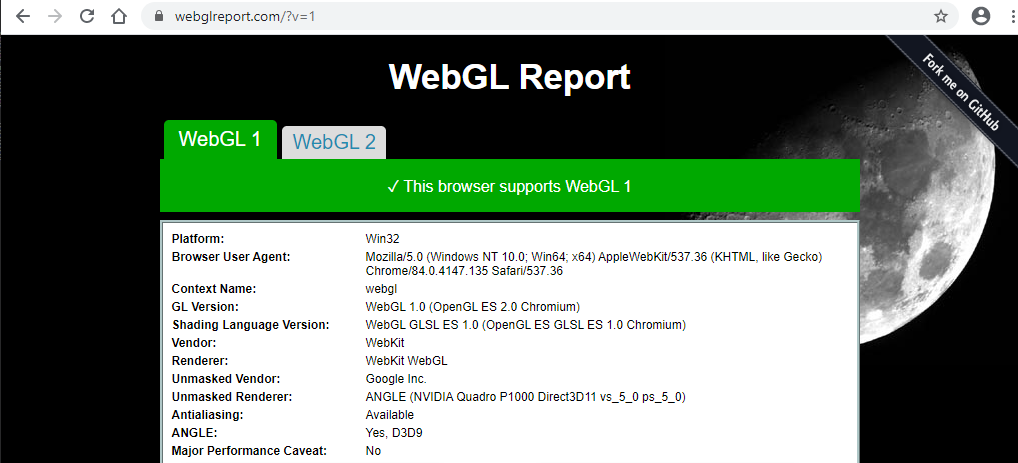 webglreport.com/?v=1
Fork me on GitHub
WebGL Report
WebGL 1 WebGL 2
✓ This browser supports WebGL 1
Platform: Win32
Browser User Agent: Mozilla/5.0 (Windows NT 10.0; Win64; x64) AppleWebKit/537.36 (KHTML, like Gecko)
Chrome/84.0.4147.135 Safari/537.36
Context Name: webgl
GL Version: WebGL 1.0 (OpenGL ES 2.0 Chromium)
Shading Language Version: WebGL GLSL ES 1.0 (OpenGL ES GLSL ES 1.0 Chromium)
Vendor: WebKit
Renderer: WebKit WebGL
Unmasked Vendor: Google Inc.
Unmasked Renderer: ANGLE (NVIDIA Quadro P1000 Direct3D11 vs_5_0 ps_5_0)
Antialiasing: Available
ANGLE: Yes, D3D9
Major Performance Caveat: No